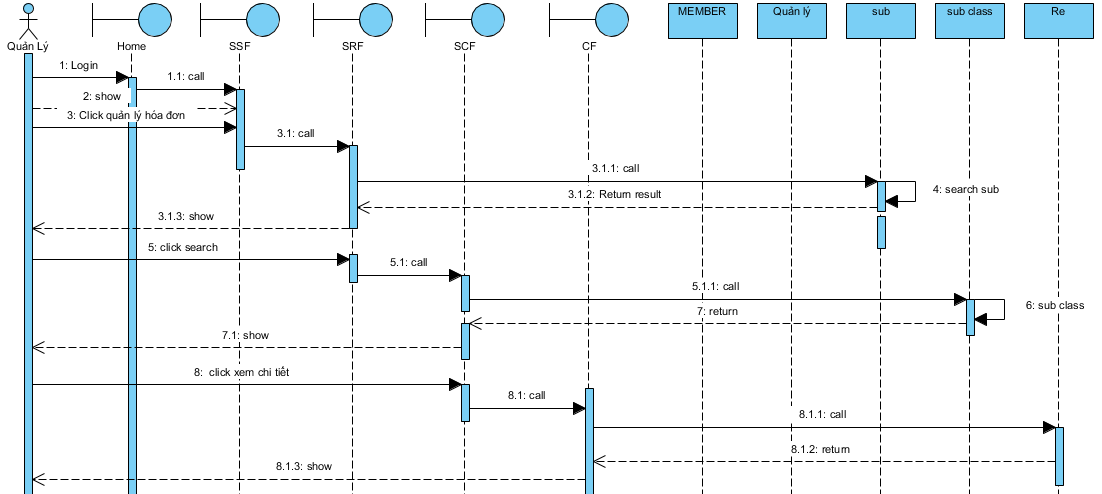 MEMBER
Quản lý
sub
sub class
Re
Quản Lý
Home
SSF
SRF
SCF
CF
1: Login
1.1: call
2: show
3: Click quản lý hóa đơn
3.1: call
3.1.1: call
4: search sub
3.1.2: Return result
3.1.3: show
5: click search
5.1: call
5.1.1: call
6: sub class
7: return
7.1: show
8: click xem chi tiết
8.1: call
8.1.1: call
8.1.2: return
8.1.3: show